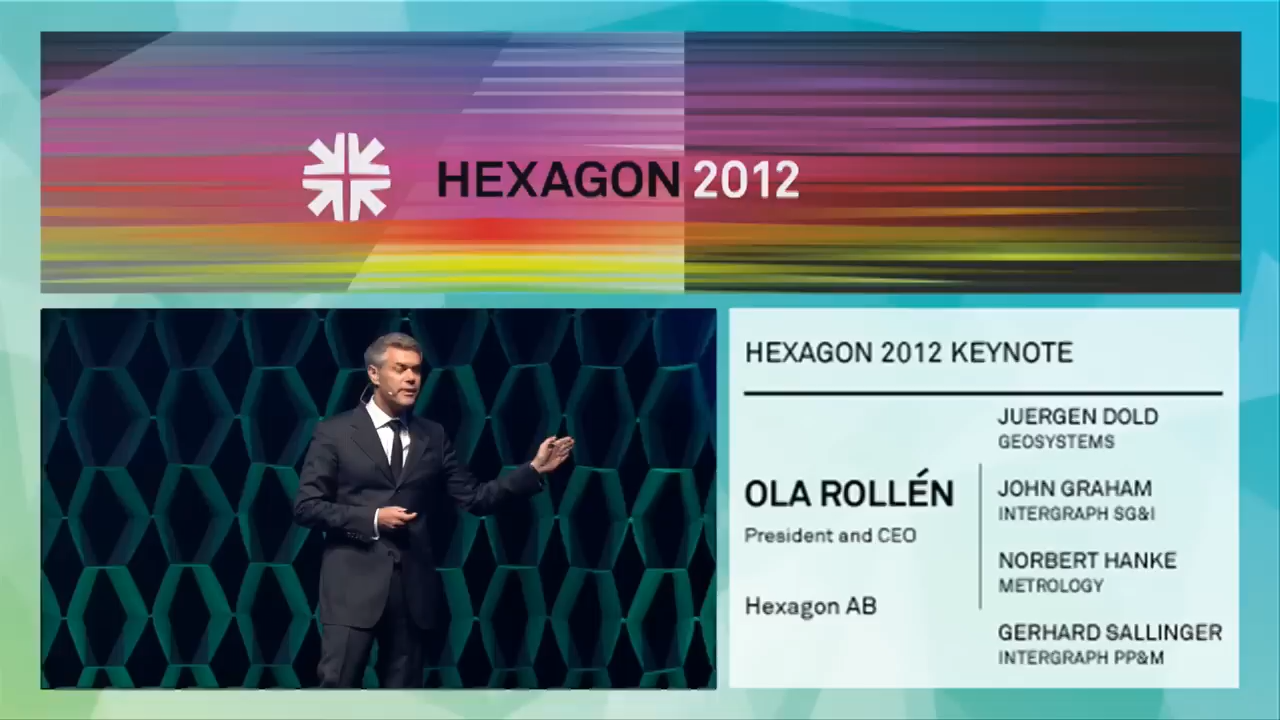 HEXAGON 2012
HEXAGON 2012 KEYNOTE
OLA ROLLÉN
President and CEO
Hexagon AB
JUERGEN DOLD
GEOSYSTEMS
JOHN GRAHAM
INTERGRAPH SG&I
NORBERT HANKE
METROLOGY
GERHARD SALLINGER
INTERGRAPH PP&M